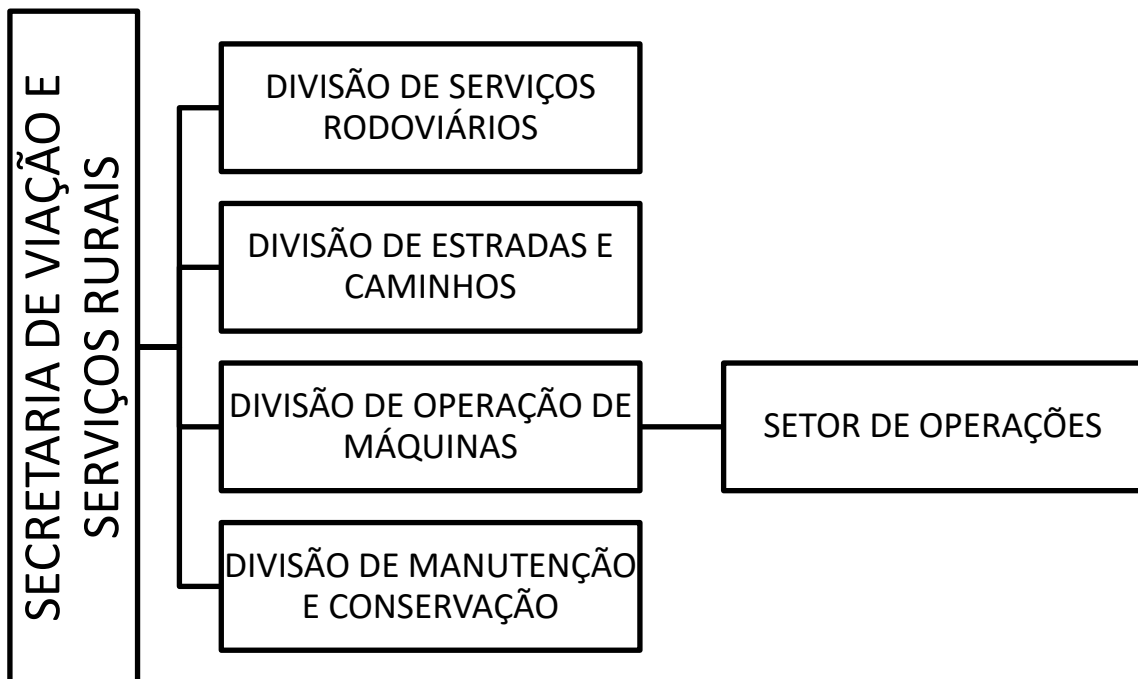 SECRETARIA DE VIAÇÃO E
SERVIÇOS RURAIS
DIVISÃO DE SERVIÇOS
RODOVIÁRIOS
DIVISÃO DE ESTRADAS E
CAMINHOS
DIVISÃO DE OPERAÇÃO DE
MÁQUINAS
SETOR DE OPERAÇÕES
DIVISÃO DE MANUTENÇÃO
E CONSERVAÇÃO